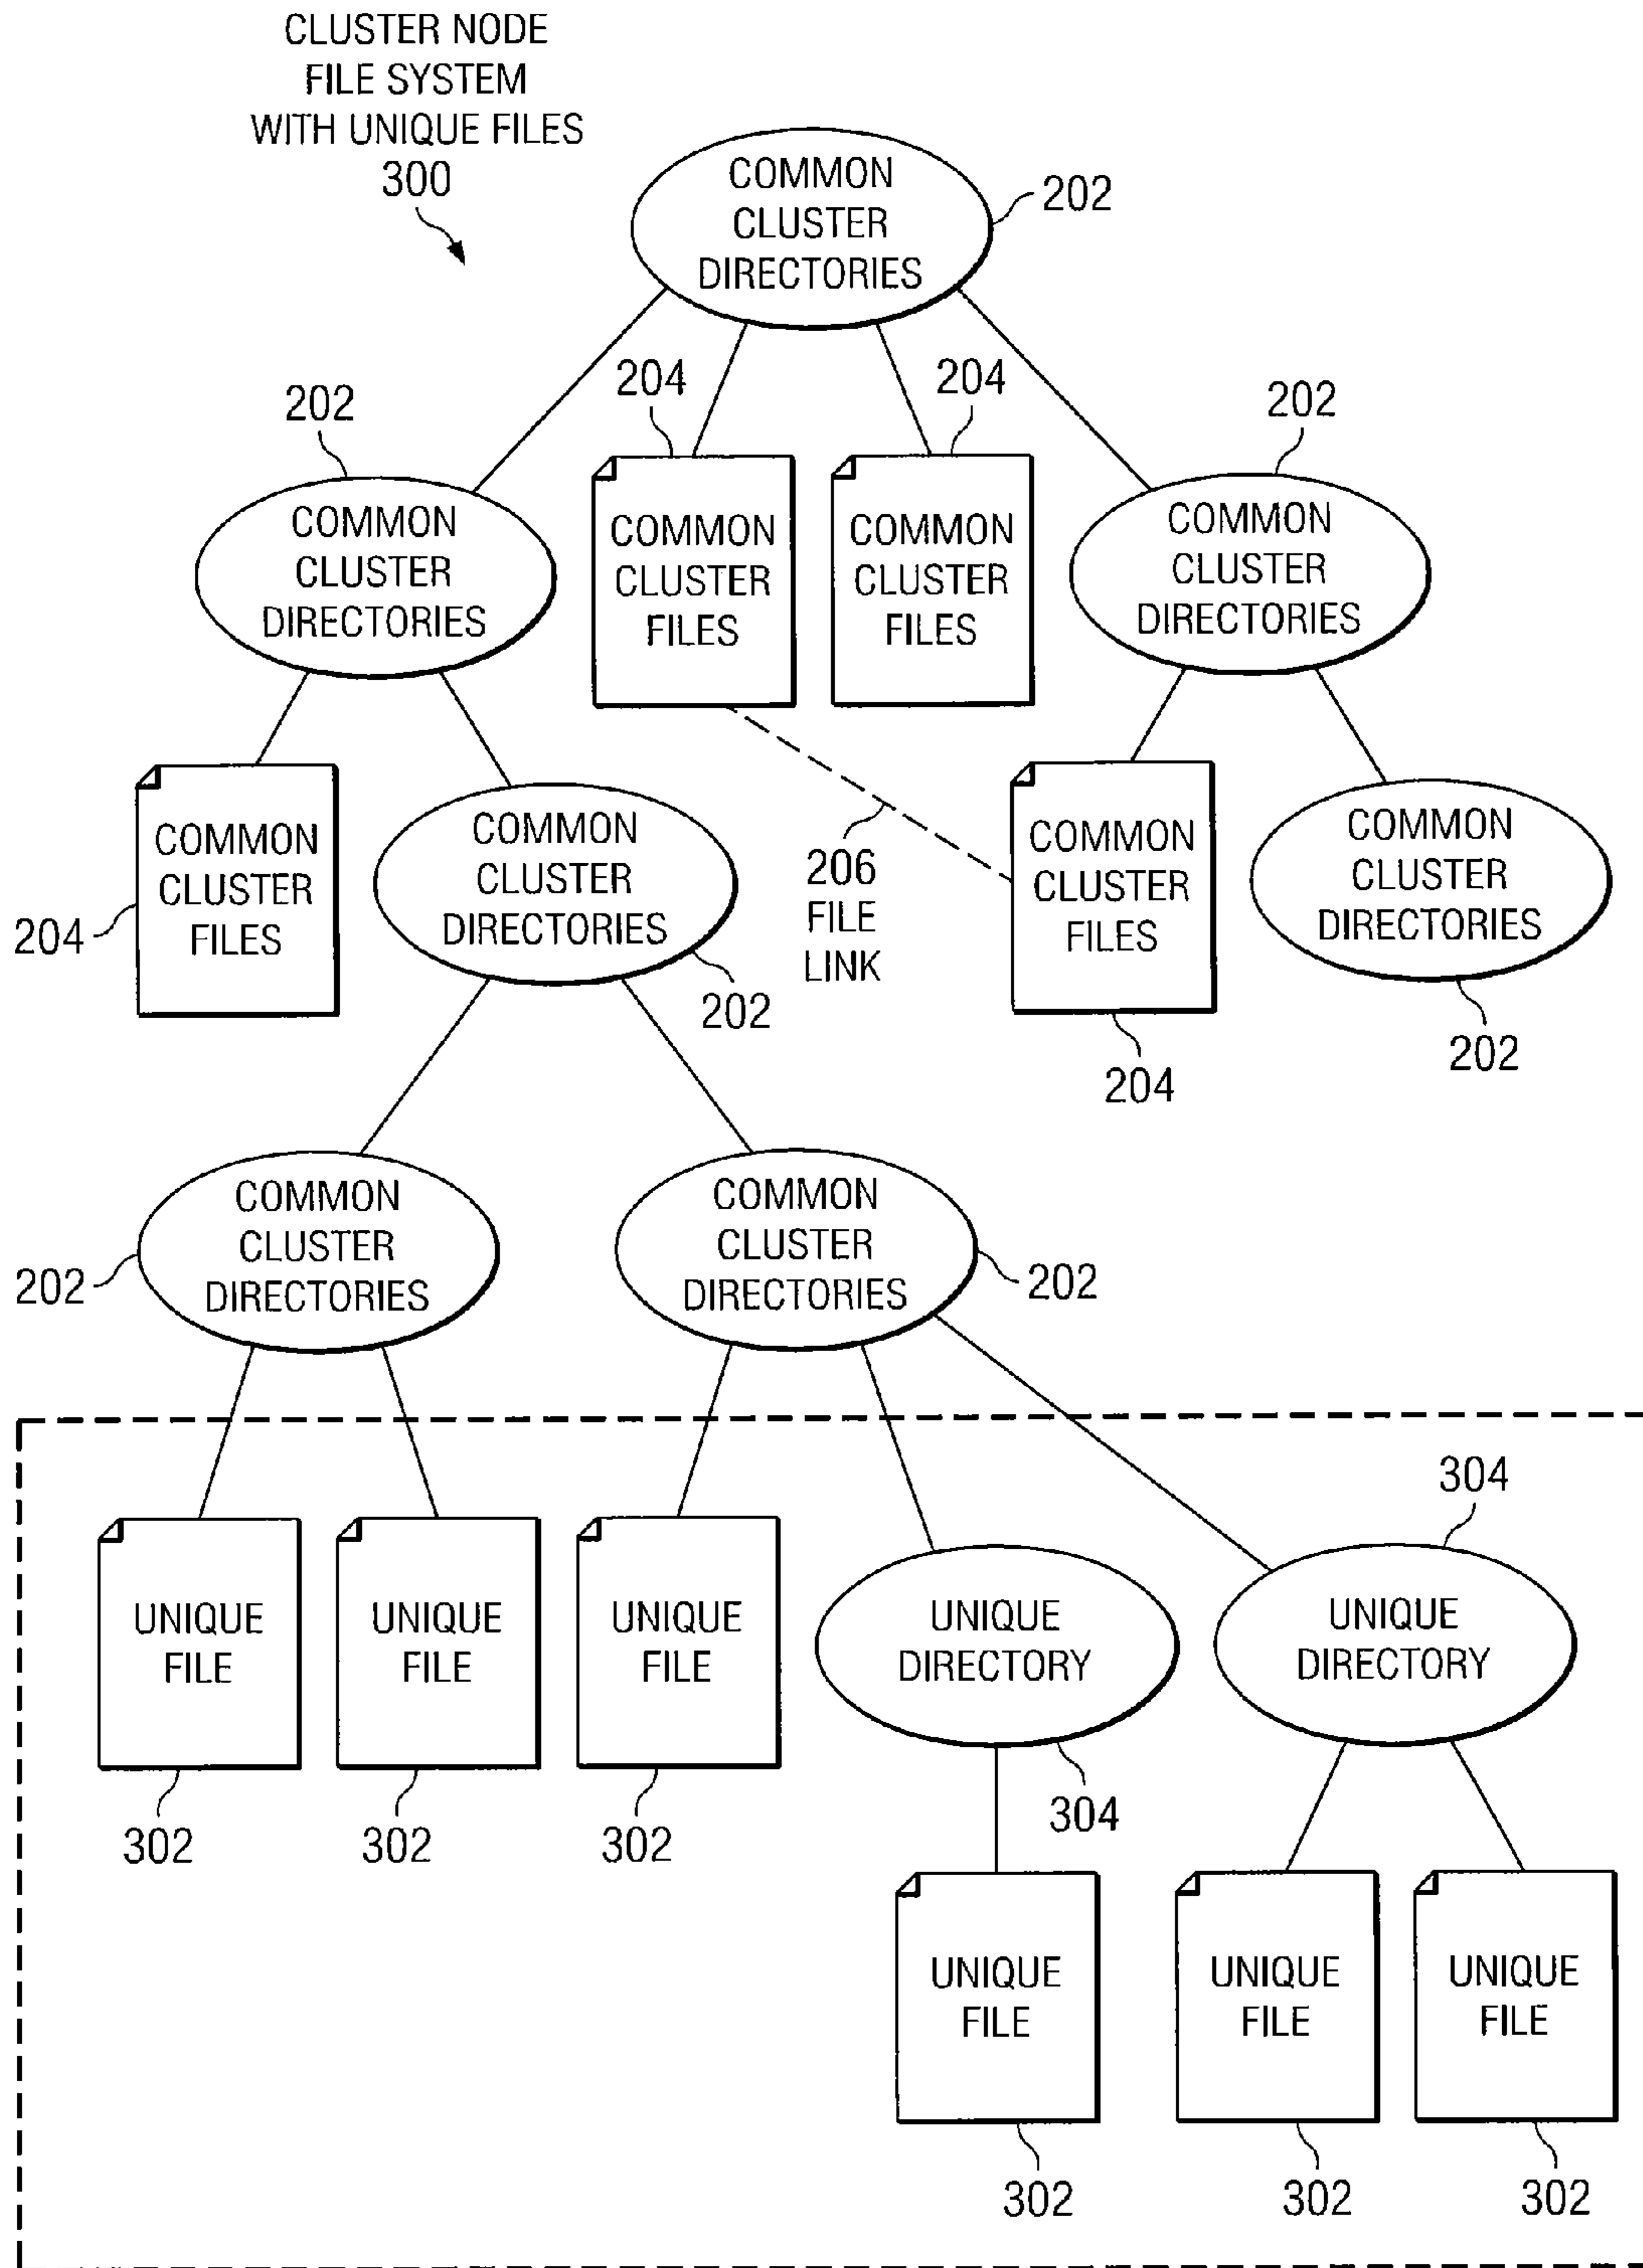 CLUSTER NODE
FILE SYSTEM
WITH UNIQUE FILES
300
COMMON
CLUSTER
DIRECTORIES
202
204
204
202
202
COMMON
CLUSTER
DIRECTORIES
COMMON
CLUSTER
FILES
COMMON
CLUSTER
FILES
COMMON
CLUSTER
DIRECTORIES
COMMON
CLUSTER
FILES
204
COMMON
CLUSTER
DIRECTORIES
202
206
FILE
LINK
COMMON
CLUSTER
FILES
204
COMMON
CLUSTER
DIRECTORIES
202
COMMON
CLUSTER
DIRECTORIES
202
COMMON
CLUSTER
DIRECTORIES
202
304
UNIQUE
FILE
302
UNIQUE
FILE
302
UNIQUE
FILE
302
UNIQUE
DIRECTORY
304
UNIQUE
DIRECTORY
UNIQUE
FILE
302
UNIQUE
FILE
302
UNIQUE
FILE
302